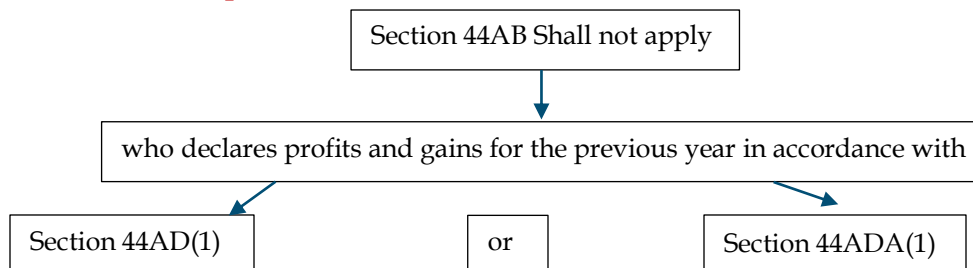 Section 44AB Shall not apply
who declares profits and gains for the previous year in accordance with
Section 44AD(1)
or
Section 44ADA(1)